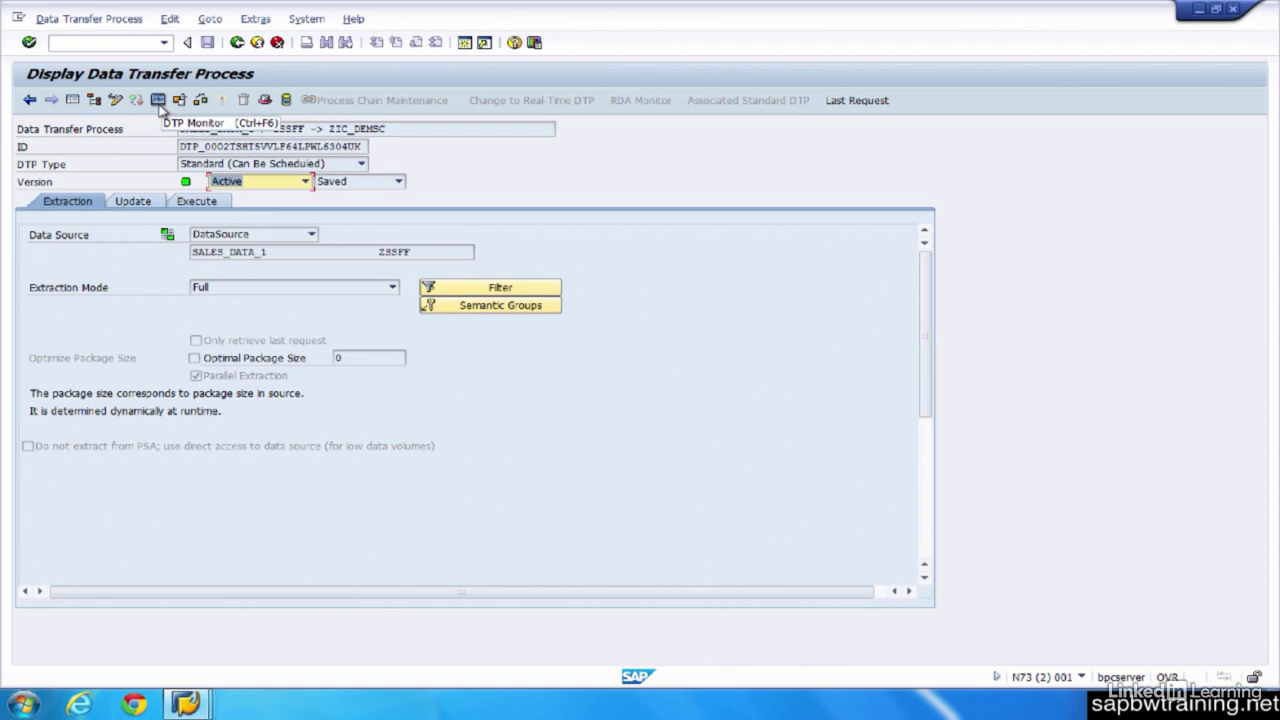 Data Transfer Process Edit Goto Extras System Help
Display Data Transfer Process
Process Chain Maintenance Change to Real-Time DTP RDA Monitor Associated Standard DTP Last Request
DTP Monitor (Ctrl+F6)
Data Transfer Process ZSSFF -> ZIC_DEMSC
ID DTP_0002TSHT5VVLF64LPWL6304UK
DTP Type Standard (Can Be Scheduled)
Version Active Saved
Extraction Update Execute
Data Source DataSource
SALES_DATA_1 ZSSFF
Extraction Mode Full Filter
Semantic Groups
Only retrieve last request
Optimize Package Size Optimal Package Size 0
Parallel Extraction
The package size corresponds to package size in source.
It is determined dynamically at runtime.
Do not extract from PSA; use direct access to data source (for low data volumes)
SAP N73 (2) 001 bpcserver OVR
LinkedIn Learning
sapbwtraining.net